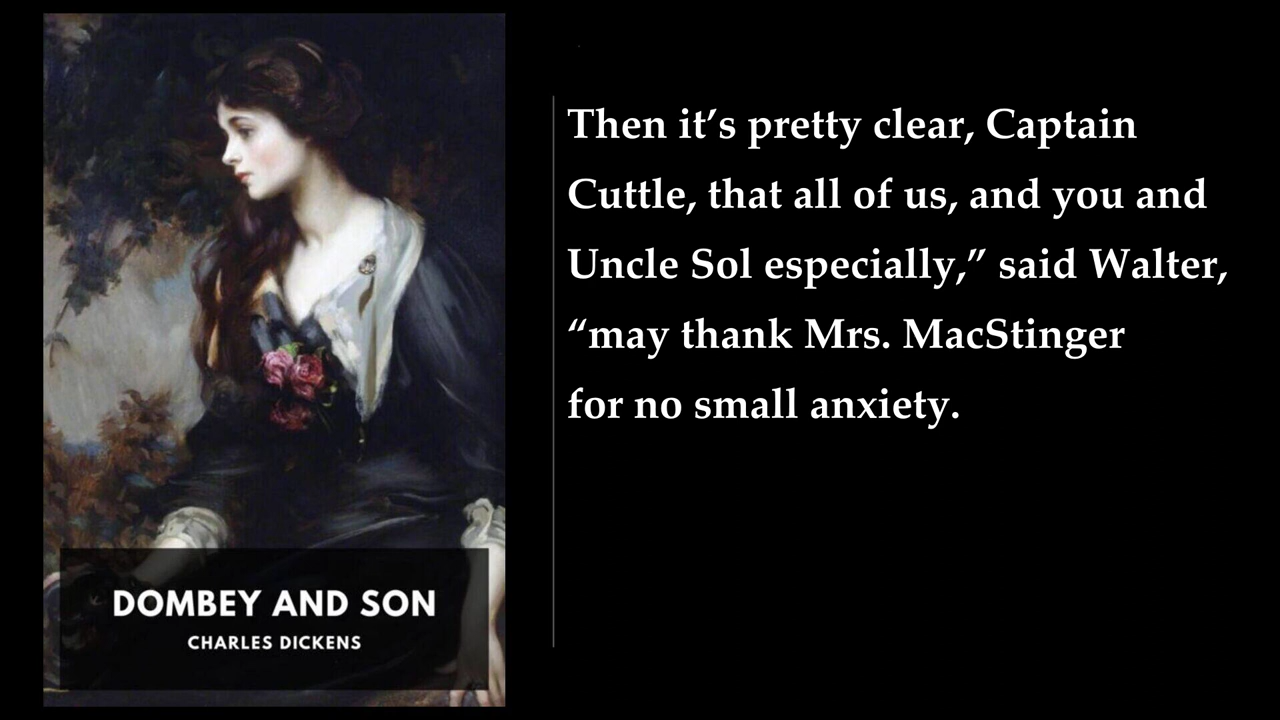 Then it’s pretty clear, Captain
Cuttle, that all of us, and you and
Uncle Sol especially,” said Walter,
“may thank Mrs. MacStinger
for no small anxiety.
DOMBEY AND SON
CHARLES DICKENS